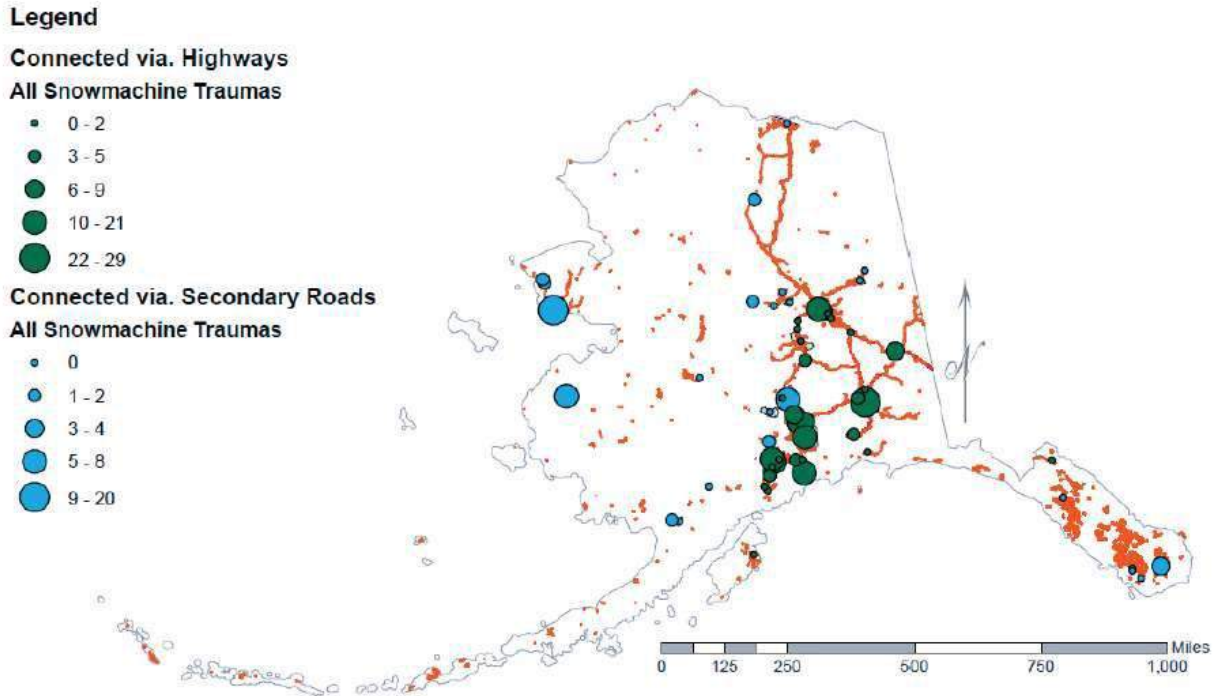 Legend
Connected via. Highways
All Snowmachine Traumas
0 - 2
3 - 5
6 - 9
10 - 21
22 - 29
Connected via. Secondary Roads
All Snowmachine Traumas
0
1 - 2
3 - 4
5 - 8
9 - 20
Miles
0 125 250 500 750 1,000